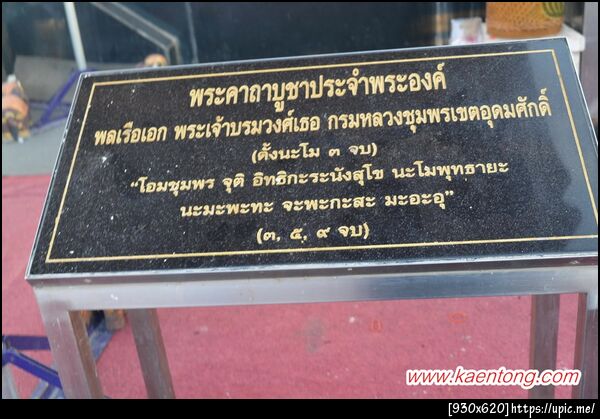 พระคาถาบูชาประจำพระองค์
พลเรือเอก พระเจ้าบรมวงศ์เธอ กรมหลวงชุมพรเขตอุดมศักดิ์
(ตั้งนะโม ๓ จบ)
“โอมชุมพร จุติ อิทธิกะระนังสุโข นะโมพุทธายะ
นะมะพะทะ จะพะกะสะ มะอะอุ”
(๓, ๕, ๙ จบ)
www.kaentong.com/
[930x620]https://upic.me/